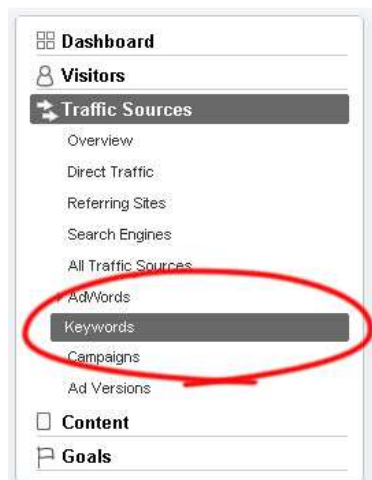 Dashboard
Visitors
Traffic Sources
Overview
Direct Traffic
Referring Sites
Search Engines
All Traffic Sources
AdWords
Keywords
Campaigns
Ad Versions
Content
Goals